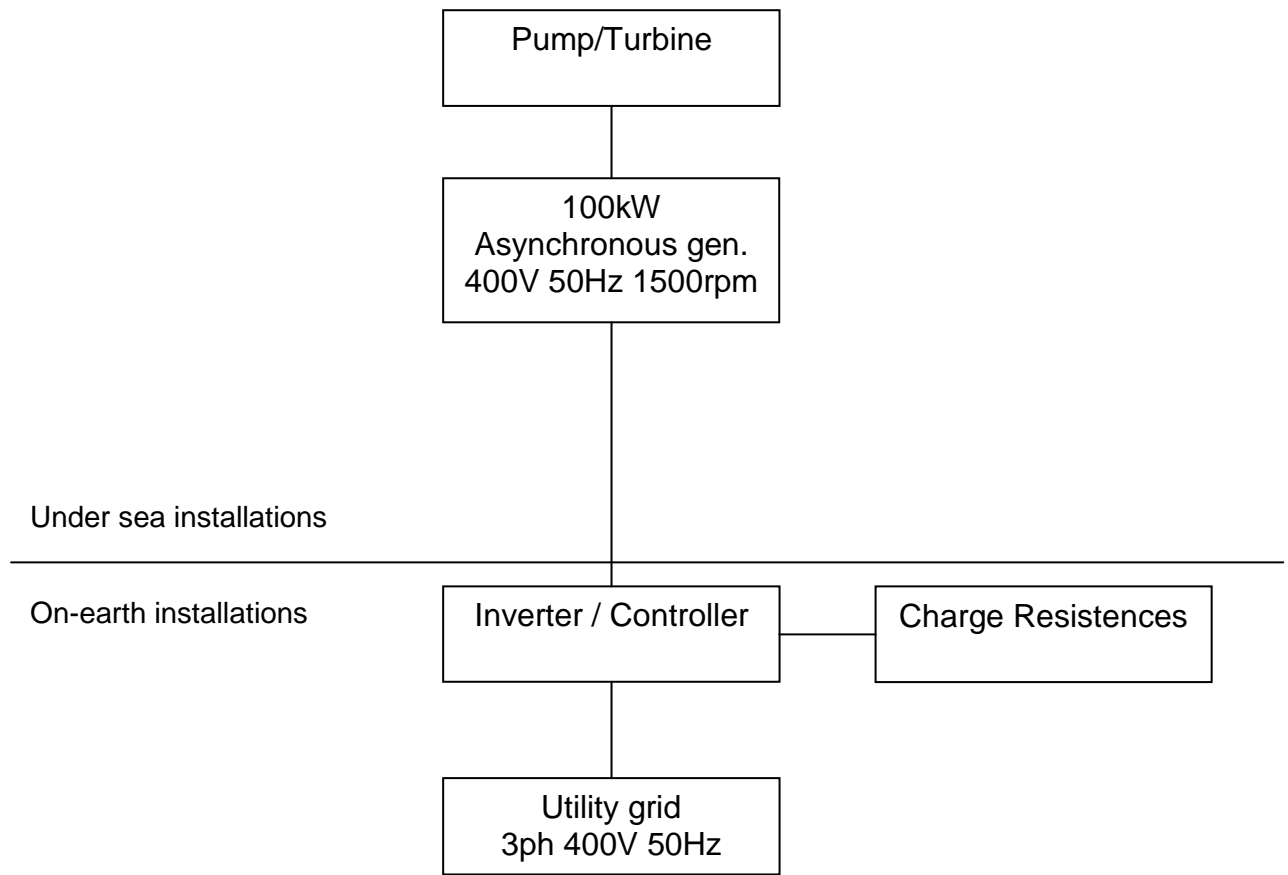 Pump/Turbine
100kW
Asynchronous gen.
400V 50Hz 1500rpm
Under sea installations
On-earth installations
Inverter / Controller
Charge Resistences
Utility grid
3ph 400V 50Hz